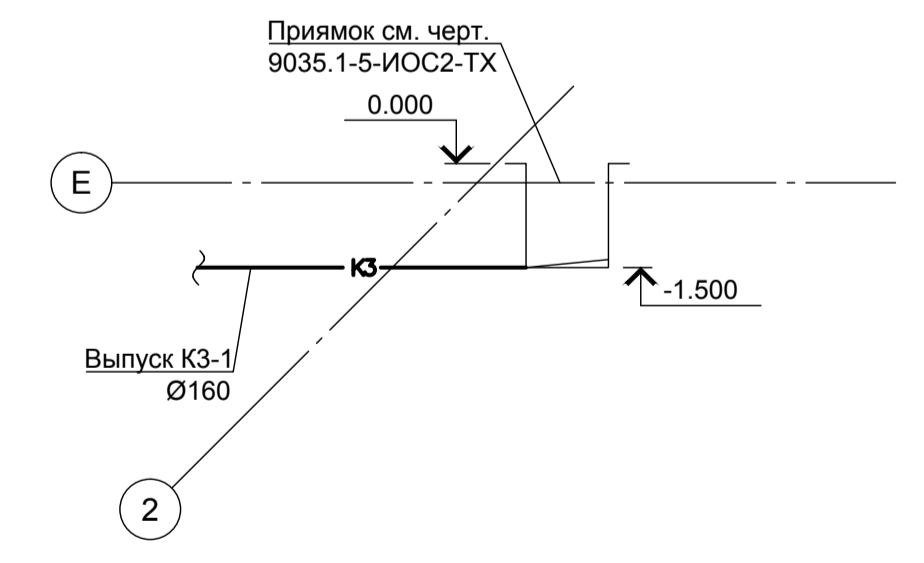 Приямок см. черт.
9035.1-5-ИОС2-ТХ
0.000
Е
К3
-1.500
Выпуск К3-1
Ø160
2